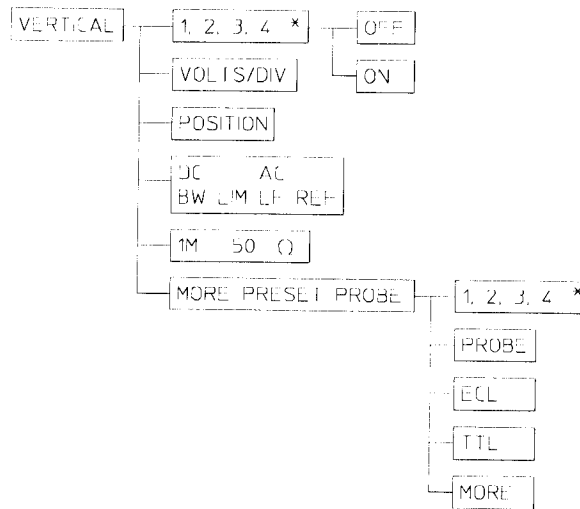 VERTICAL
1, 2, 3, 4 *
OFF
ON
VOLTS/DIV
POSITION
DC AC
BW LIM LF REF
1M 50 Ω
MORE PRESET PROBE
1, 2, 3, 4 *
PROBE
ECL
TTL
MORE